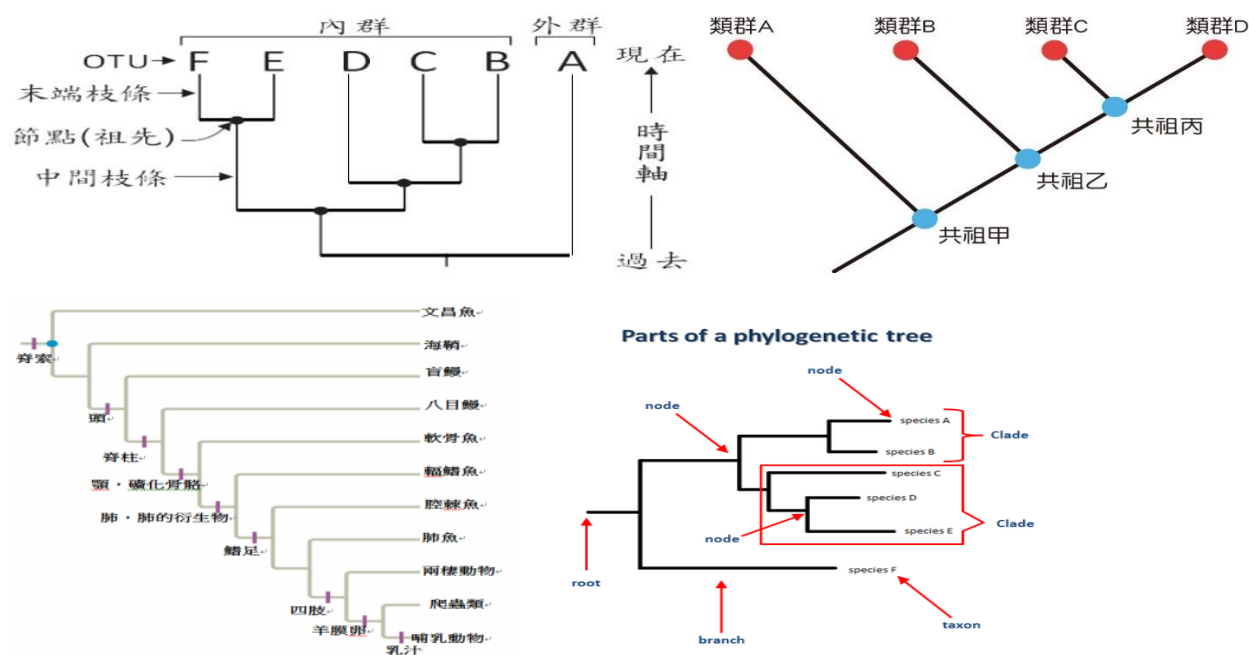 內群
外群
OTU→ F E D C B A
末端枝條
節點(祖先)
中間枝條
現在
時間軸
過去
類群A
類群B
類群C
類群D
共祖丙
共祖乙
共祖甲
文昌魚
海鞘
盲鰻
八目鰻
軟骨魚
輻鰭魚
腔棘魚
肺魚
兩棲動物
爬蟲類
哺乳動物
脊索
頭
脊柱
顎，礦化骨骼
肺，肺的衍生物
鰭足
四肢
羊膜卵
乳汁
Parts of a phylogenetic tree
node
node
species A
Clade
species B
species C
species D
Clade
node
species E
species F
root
branch
taxon